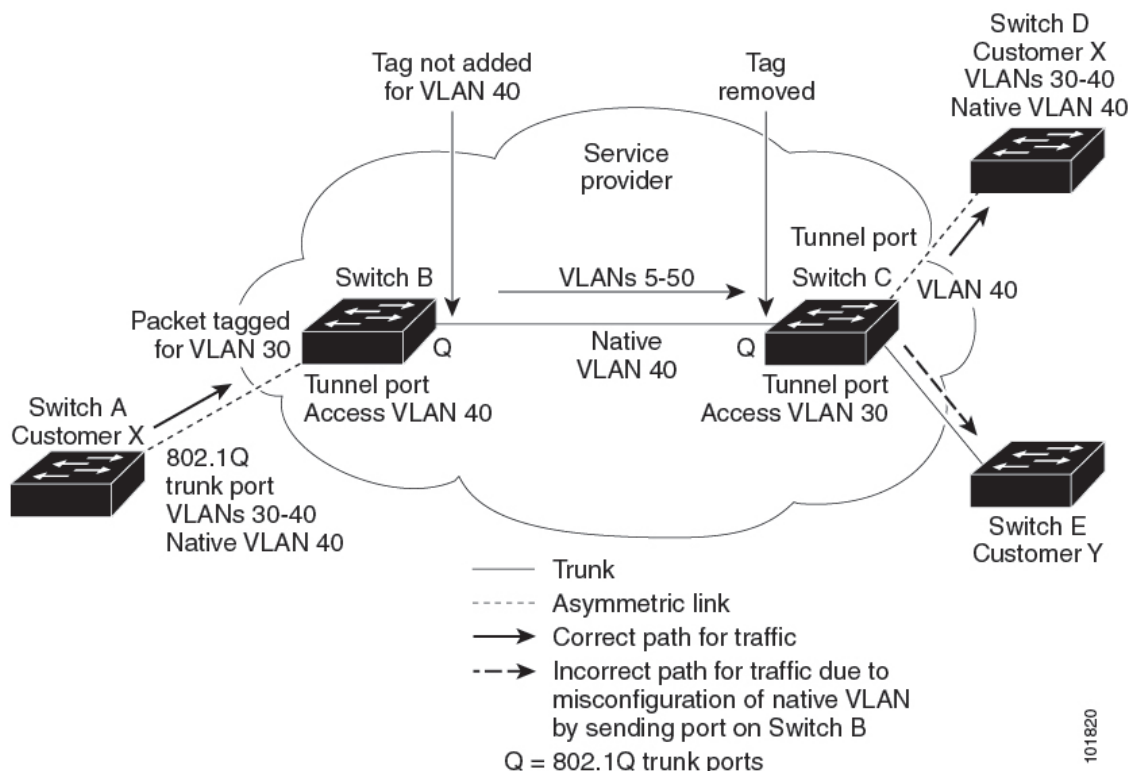 Switch D
Customer X
VLANs 30-40
Native VLAN 40
Tag not added
for VLAN 40
Tag
removed
Service
provider
Tunnel port
Switch B
VLANs 5-50
Switch C
VLAN 40
Packet tagged
for VLAN 30
Q
Native
VLAN 40
Q
Tunnel port
Access VLAN 40
Tunnel port
Access VLAN 30
Switch A
Customer X
802.1Q
trunk port
VLANs 30-40
Native VLAN 40
Switch E
Customer Y
Trunk
Asymmetric link
Correct path for traffic
Incorrect path for traffic due to
misconfiguration of native VLAN
by sending port on Switch B
Q = 802.1Q trunk ports
101820